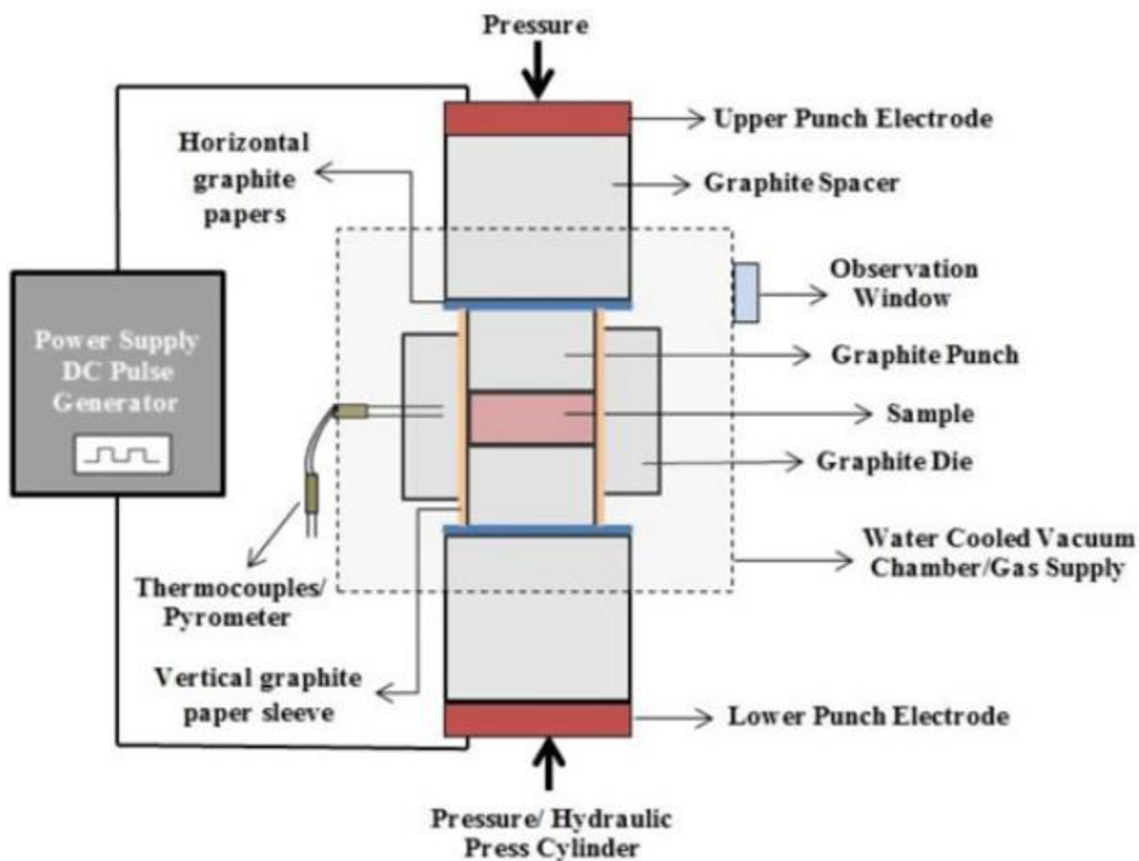 Pressure
Upper Punch Electrode
Horizontal
graphite
papers
Graphite Spacer
Observation
Window
Power Supply
DC Pulse
Generator
Graphite Punch
Sample
Graphite Die
Water Cooled Vacuum
Chamber/Gas Supply
Thermocouples/
Pyrometer
Vertical graphite
paper sleeve
Lower Punch Electrode
Pressure/ Hydraulic
Press Cylinder